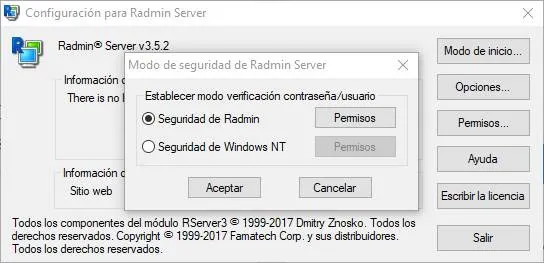 Configuración para Radmin Server
Radmin® Server v3.5.2
Modo de inicio...
Modo de seguridad de Radmin Server
Información d
There is no l
Opciones...
Establecer modo verificación contraseña/usuario
Seguridad de Radmin
Permisos
Permisos...
Seguridad de Windows NT
Permisos
Ayuda
Información d
Sitio web
Aceptar
Cancelar
Escribir la licencia
Todos los componentes del módulo RServer3 © 1999-2017 Dmitry Znosko. Todos los
derechos reservados. Copyright © 1999-2017 Famatech Corp. y sus distribuidores.
Todos los derechos reservados.
Salir